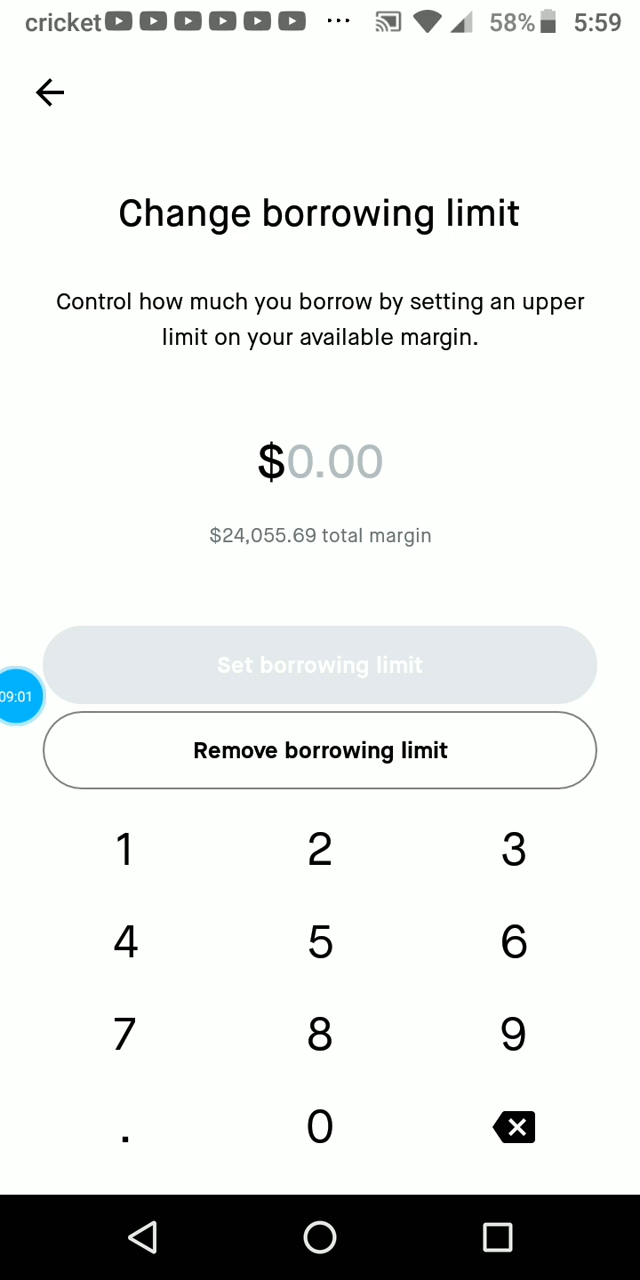 cricket 58% 5:59
Change borrowing limit
Control how much you borrow by setting an upper
limit on your available margin.
$0.00
$24,055.69 total margin
Set borrowing limit
09:01
Remove borrowing limit
1 2 3
4 5 6
7 8 9
. 0